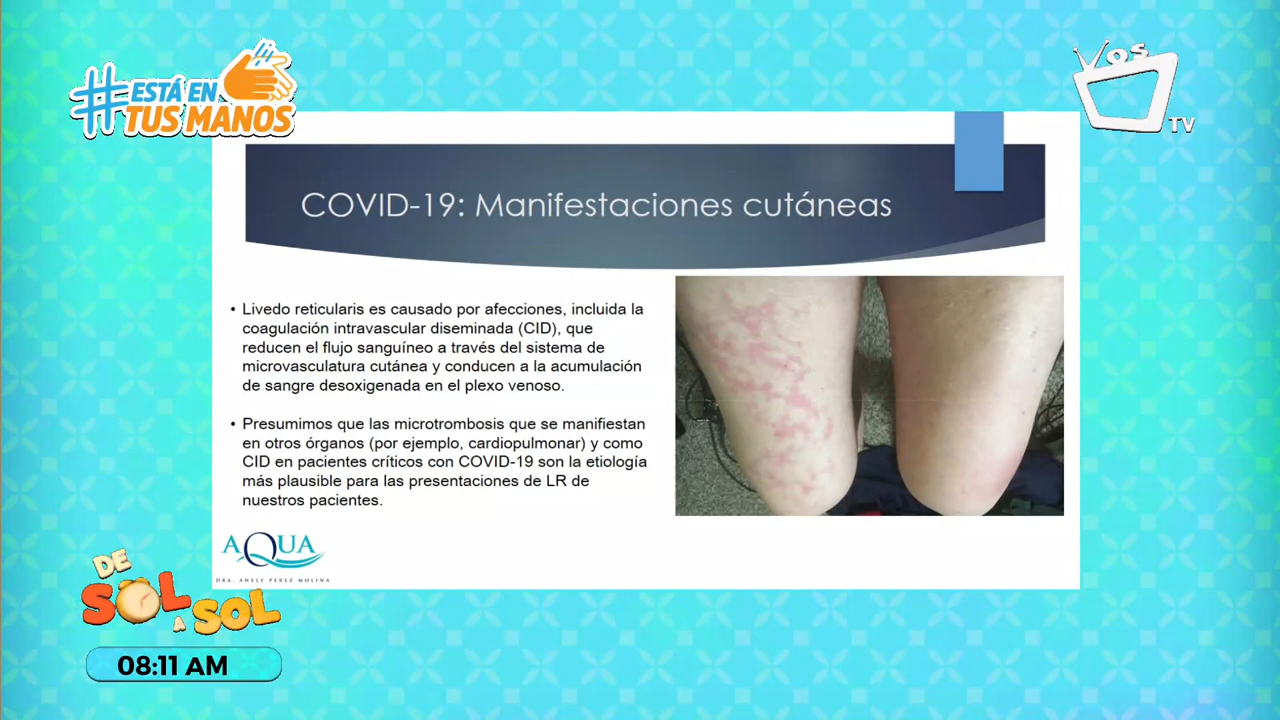 #ESTÁ EN
TUS MANOS
VOS
TV
COVID-19: Manifestaciones cutáneas
• Livedo reticularis es causado por afecciones, incluida la
coagulación intravascular diseminada (CID), que
reducen el flujo sanguíneo a través del sistema de
microvasculatura cutánea y conducen a la acumulación
de sangre desoxigenada en el plexo venoso.
• Presumimos que las microtrombosis que se manifiestan
en otros órganos (por ejemplo, cardiopulmonar) y como
CID en pacientes críticos con COVID-19 son la etiología
más plausible para las presentaciones de LR de
nuestros pacientes.
AQUA
DRA. ANELY PEREZ MOLINA
DE
SOL
A SOL
08:11 AM